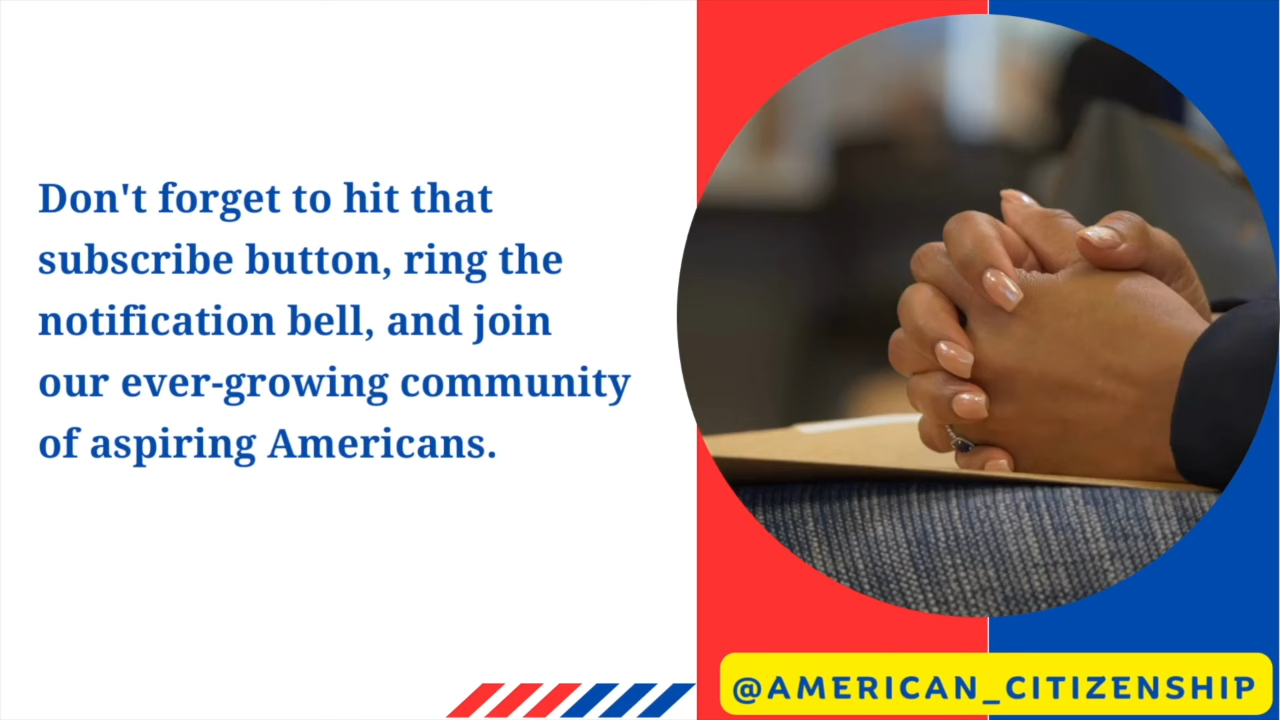 Don't forget to hit that
subscribe button, ring the
notification bell, and join
our ever-growing community
of aspiring Americans.
@AMERICAN_CITIZENSHIP